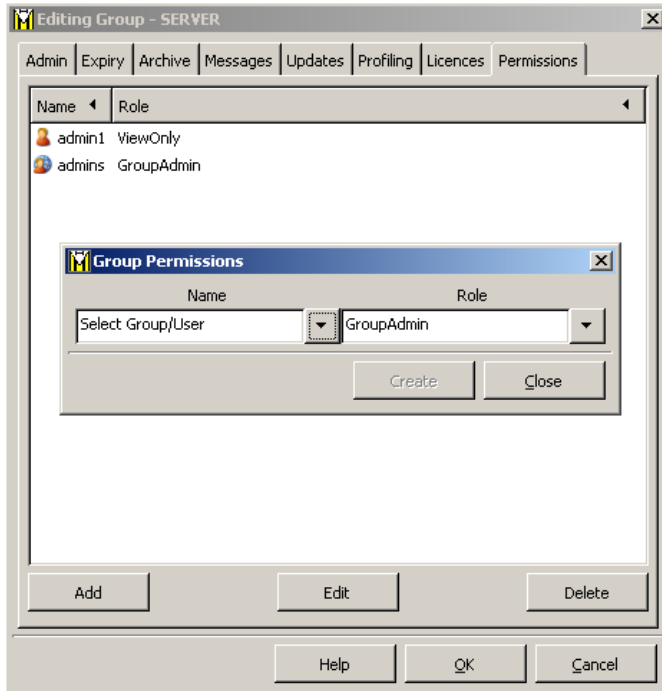 Editing Group - SERVER
Admin Expiry Archive Messages Updates Profiling Licences Permissions
Name Role
admin1 ViewOnly
admins GroupAdmin
Group Permissions
Name Role
Select Group/User GroupAdmin
Create Close
Add Edit Delete
Help OK Cancel